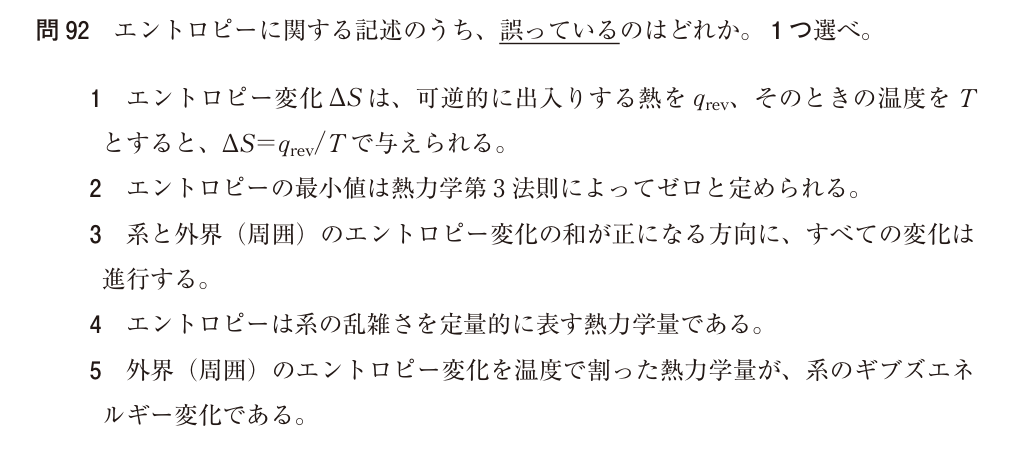 問 92 エントロピーに関する記述のうち、誤っているのはどれか。1つ選べ。
1 エントロピー変化 ΔS は、可逆的に出入りする熱を qrev、そのときの温度を T
とすると、ΔS=qrev/T で与えられる。
2 エントロピーの最小値は熱力学第 3 法則によってゼロと定められる。
3 系と外界（周囲）のエントロピー変化の和が正になる方向に、すべての変化は
進行する。
4 エントロピーは系の乱雑さを定量的に表す熱力学量である。
5 外界（周囲）のエントロピー変化を温度で割った熱力学量が、系のギブズエネ
ルギー変化である。